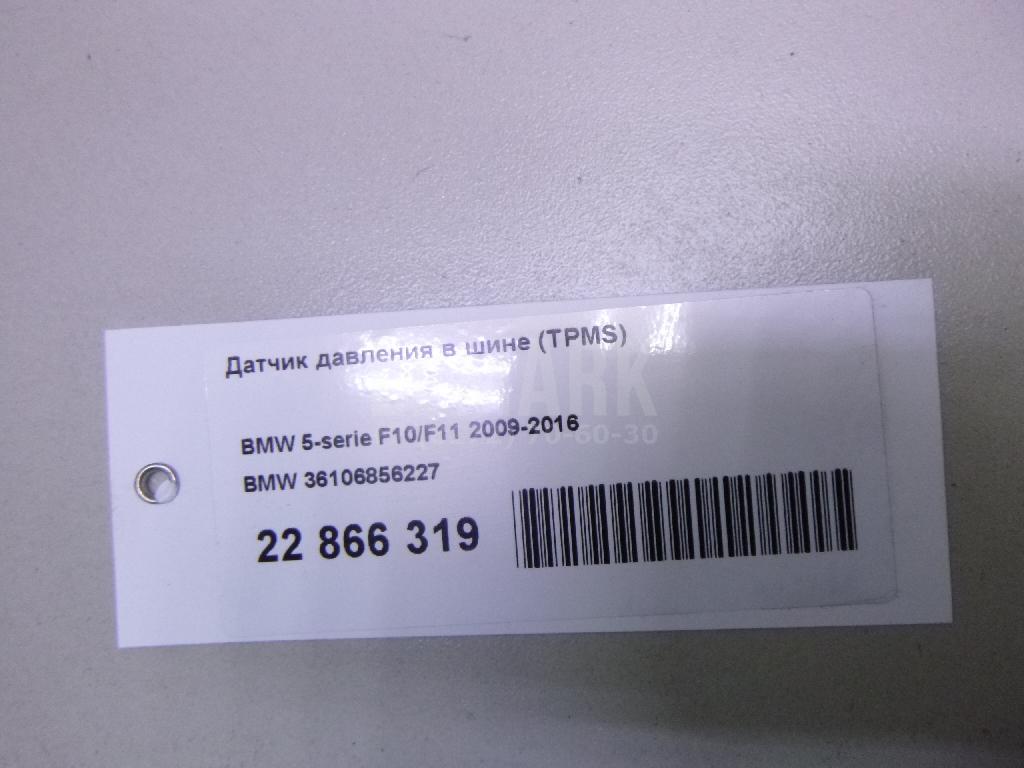 Датчик давления в шине (TPMS)
BMW 5-serie F10/F11 2009-2016
BMW 36106856227
22 866 319